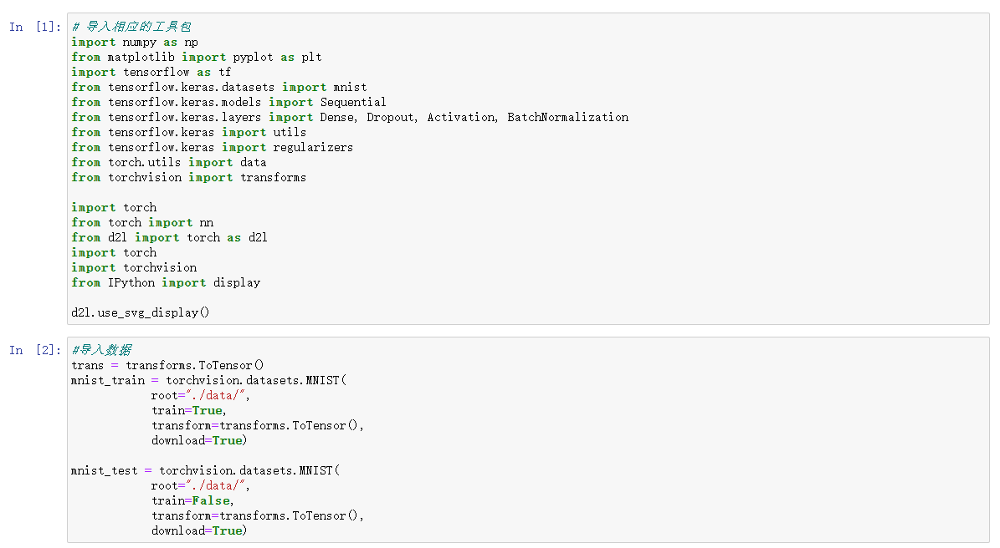 In [1]: # 导入相应的工具包
import numpy as np
from matplotlib import pyplot as plt
import tensorflow as tf
from tensorflow.keras.datasets import mnist
from tensorflow.keras.models import Sequential
from tensorflow.keras.layers import Dense, Dropout, Activation, BatchNormalization
from tensorflow.keras import utils
from tensorflow.keras import regularizers
from torch.utils import data
from torchvision import transforms

import torch
from torch import nn
from d2l import torch as d2l
import torch
import torchvision
from IPython import display

d2l.use_svg_display()
In [2]: #导入数据
trans = transforms.ToTensor()
mnist_train = torchvision.datasets.MNIST(
            root="./data/",
            train=True,
            transform=transforms.ToTensor(),
            download=True)

mnist_test = torchvision.datasets.MNIST(
            root="./data/",
            train=False,
            transform=transforms.ToTensor(),
            download=True)